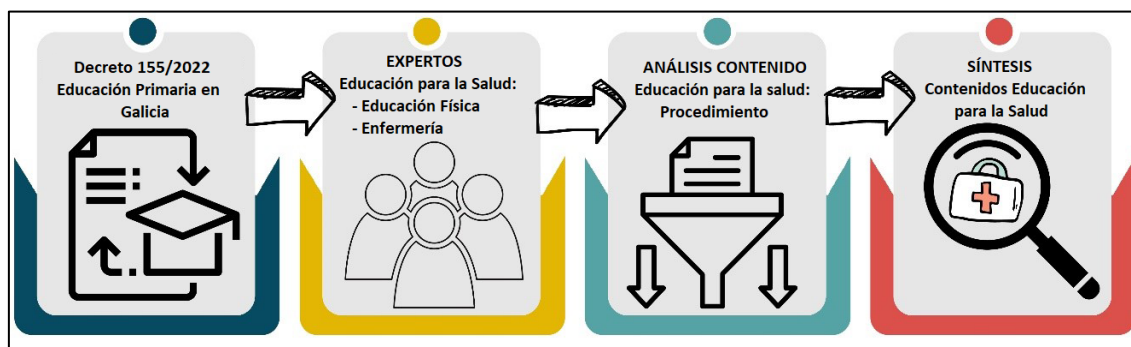 Decreto 155/2022
Educación Primaria en
Galicia
EXPERTOS
Educación para la Salud:
- Educación Física
- Enfermería
ANÁLISIS CONTENIDO
Educación para la salud:
Procedimiento
SÍNTESIS
Contenidos Educación
para la Salud